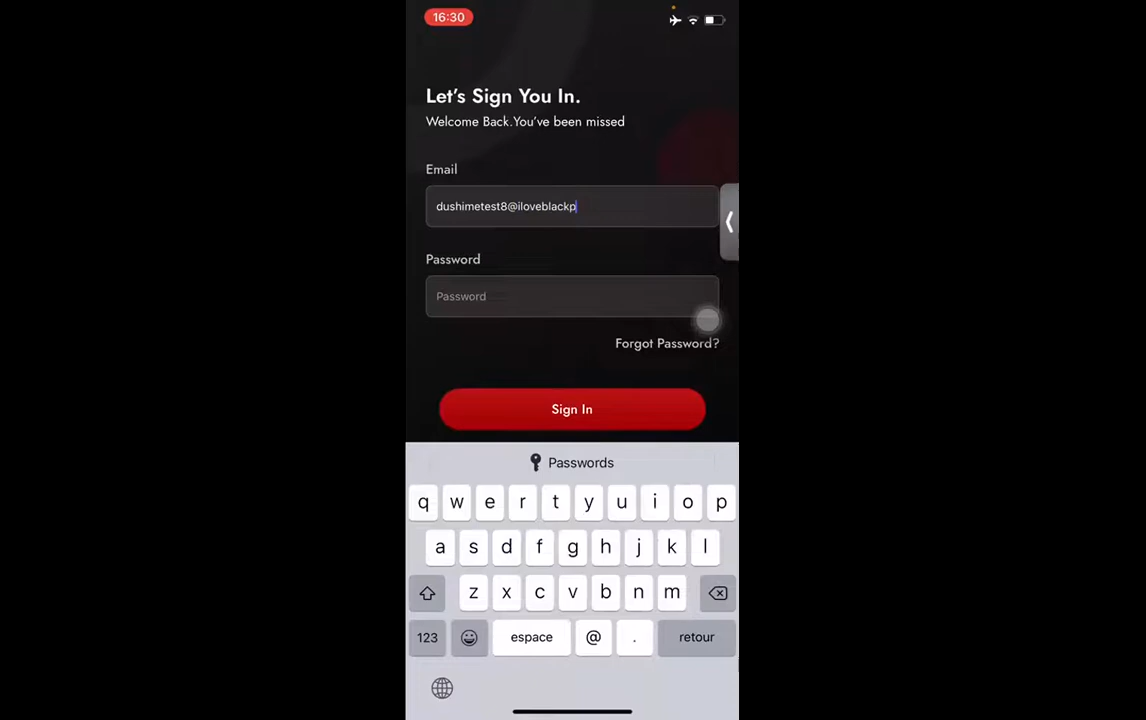 16:30
Let's Sign You In.
Welcome Back.You've been missed
Email
dushimetest8@iloveblackp
Password
Password
Forgot Password?
Sign In
Passwords
q w e r t y u i o p
a s d f g h j k l
z x c v b n m
123 espace @ . retour